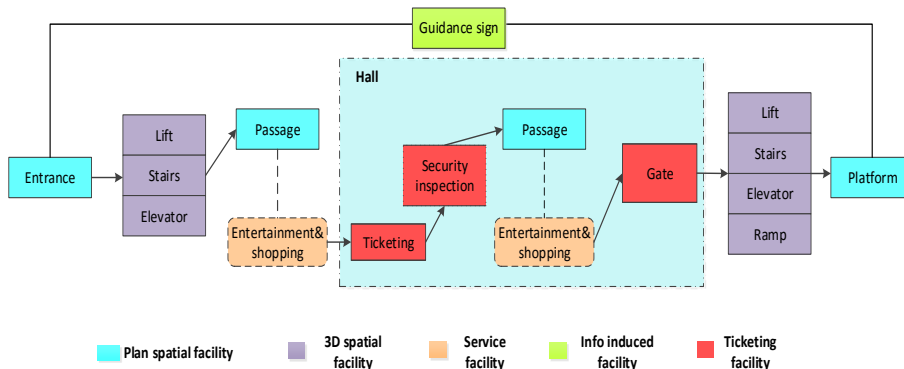 Guidance sign
Hall
Lift
Stairs
Elevator
Passage
Passage
Lift
Stairs
Elevator
Ramp
Entrance
Security
inspection
Gate
Platform
Entertainment&
shopping
Ticketing
Entertainment&
shopping
Plan spatial facility
3D spatial
facility
Service
facility
Info induced
facility
Ticketing
facility